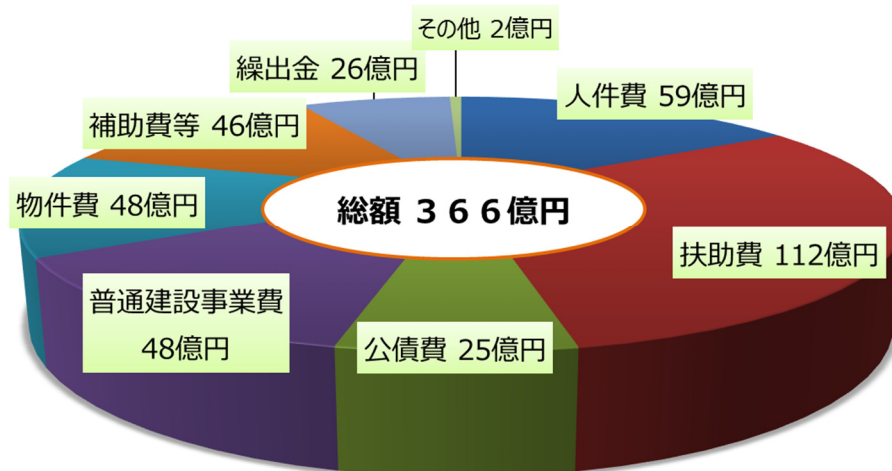 その他 2億円
繰出金 26億円
人件費 59億円
補助費等 46億円
物件費 48億円
総額 ３６６億円
扶助費 112億円
普通建設事業費
48億円
公債費 25億円